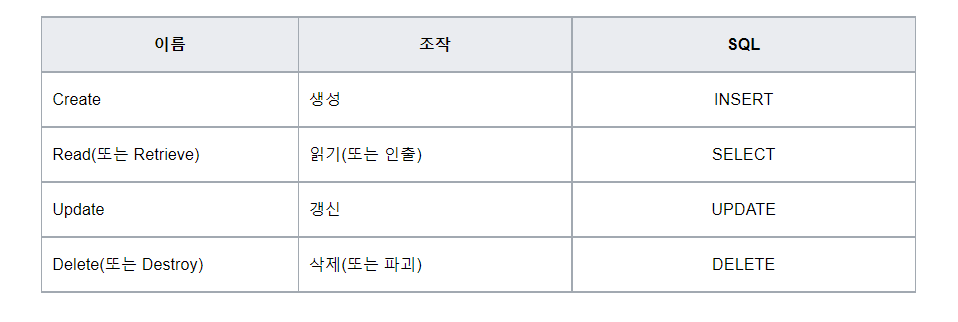 이름 조작 SQL
Create 생성 INSERT
Read(또는 Retrieve) 읽기(또는 인출) SELECT
Update 갱신 UPDATE
Delete(또는 Destroy) 삭제(또는 파괴) DELETE